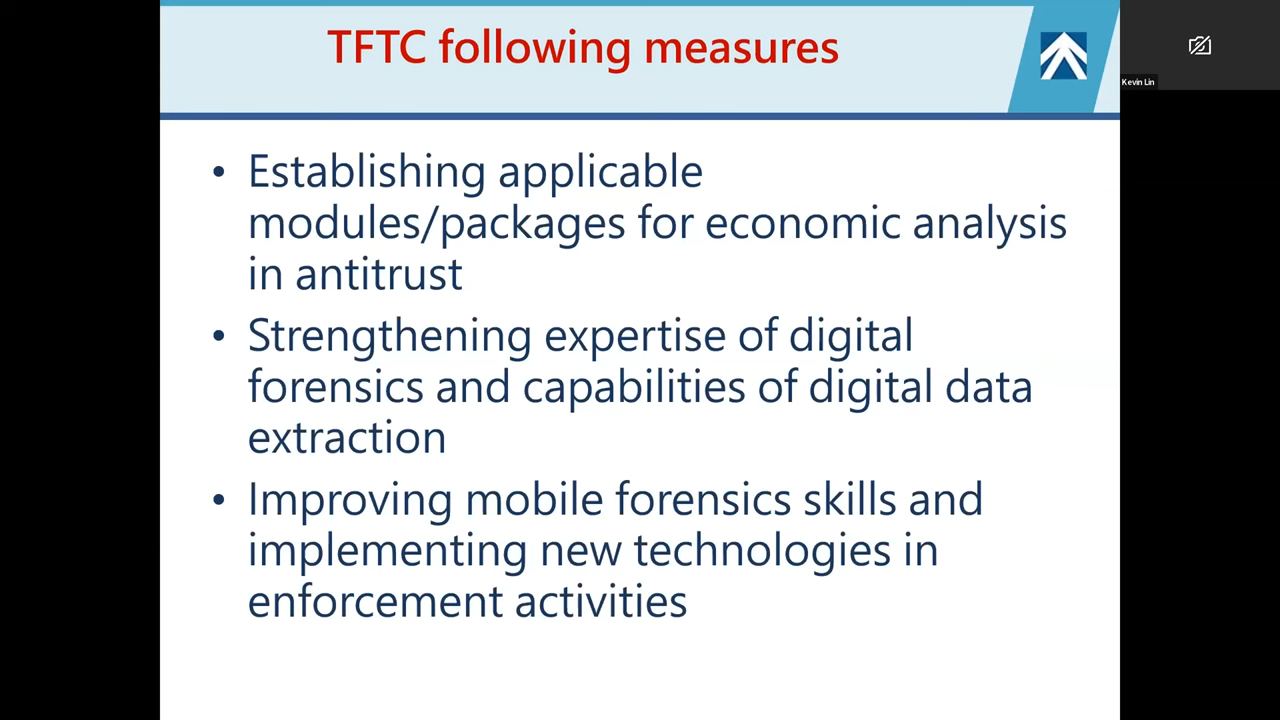 TFTC following measures
Kevin Lin
• Establishing applicable
modules/packages for economic analysis
in antitrust
• Strengthening expertise of digital
forensics and capabilities of digital data
extraction
• Improving mobile forensics skills and
implementing new technologies in
enforcement activities